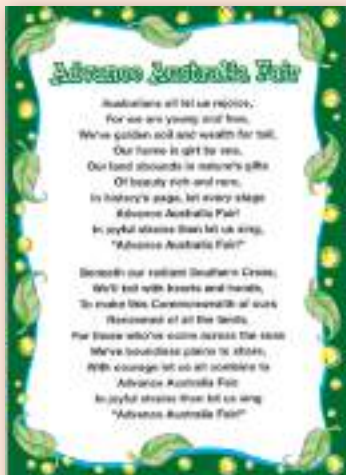 Advance Australia Fair
Australians all let us rejoice,
For we are young and free,
We've golden soil and wealth for toil,
Our home is girt by sea,
Our land abounds in nature's gifts
Of beauty rich and rare,
In history's page, let every stage
Advance Australia Fair!
In joyful strains then let us sing,
"Advance Australia Fair!"
Beneath our radiant Southern Cross,
We'll toil with hearts and hands,
To make this Commonwealth of ours
Renowned of all the lands,
For those who've come across the seas
We've boundless plains to share,
With courage let us all combine to
Advance Australia Fair
In joyful strains then let us sing
"Advance Australia Fair!"